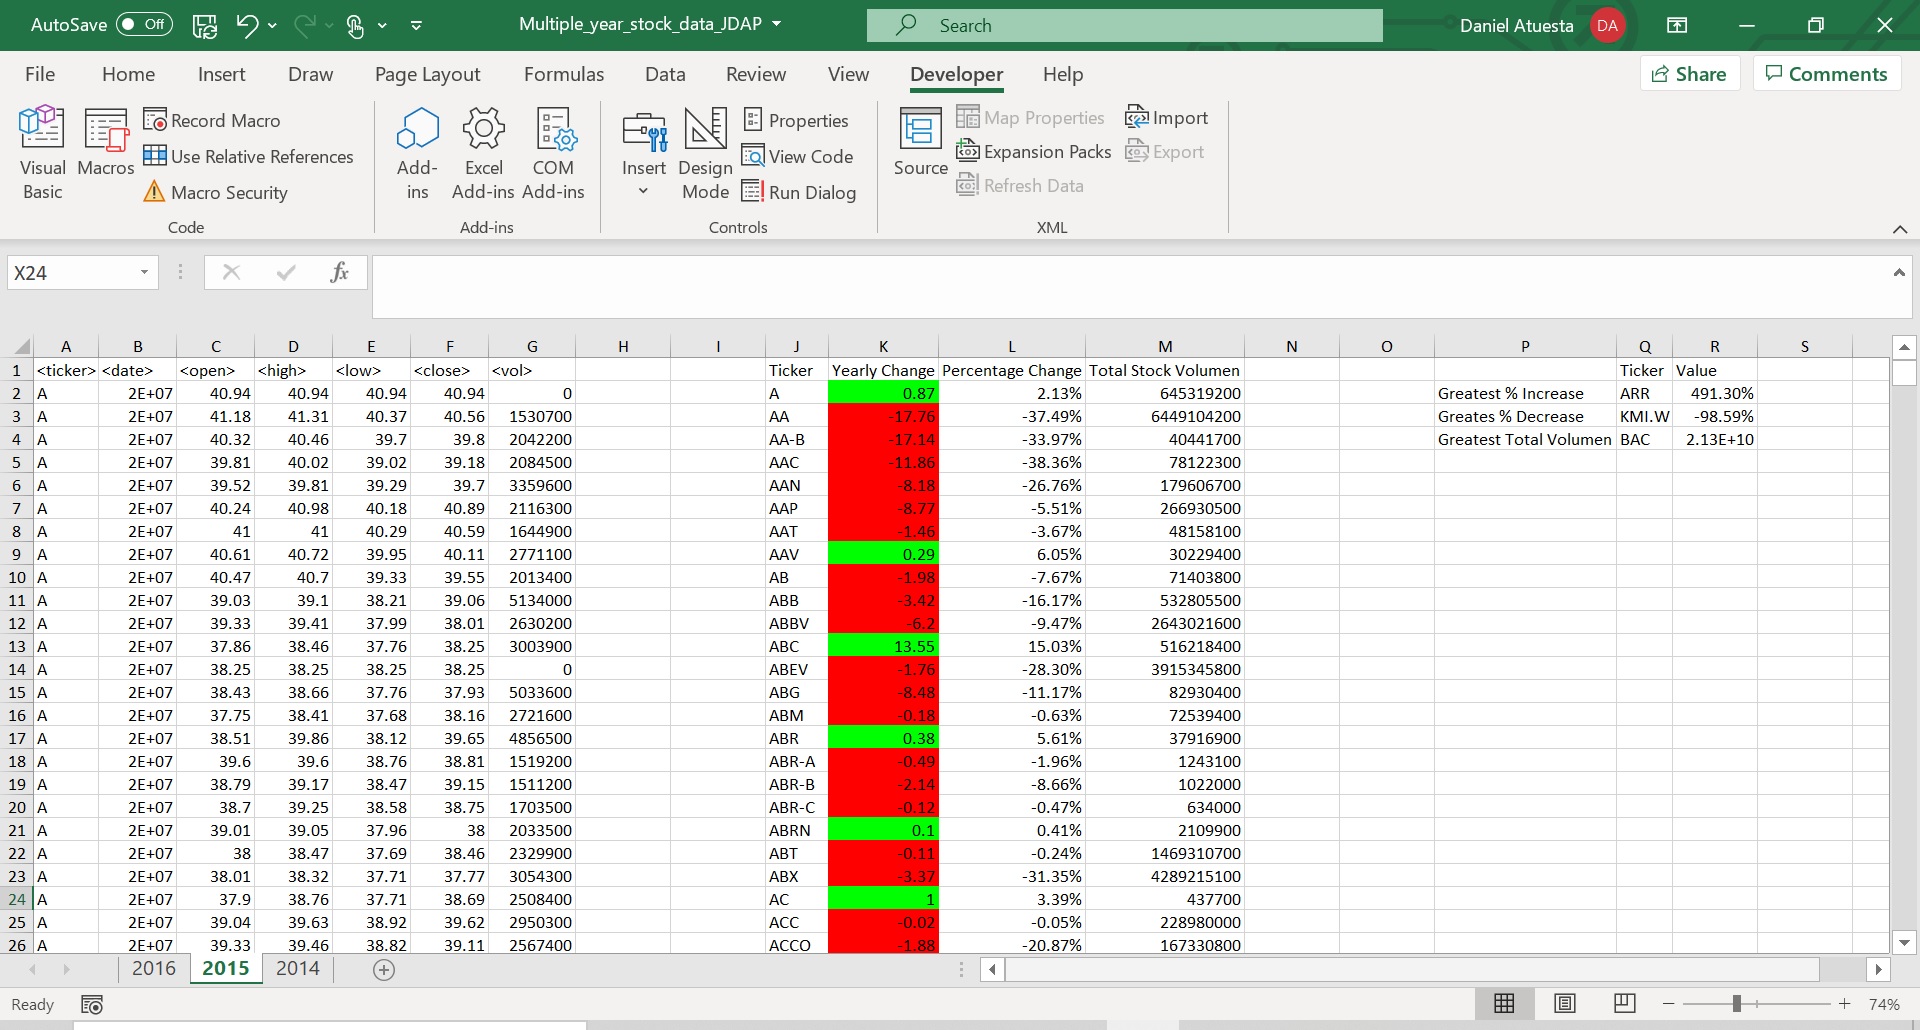 AutoSave Off Multiple_year_stock_data_JDAP Search Daniel Atuesta DA
File Home Insert Draw Page Layout Formulas Data Review View Developer Help Share Comments
Visual Basic
Macros
Record Macro
Use Relative References
Macro Security
Code
Add-ins
Excel Add-ins
COM Add-ins
Add-ins
Insert
Design Mode
Properties
View Code
Run Dialog
Controls
Source
Map Properties
Expansion Packs
Refresh Data
Import
Export
XML
X24 fx
A B C D E F G H I J K L M N O P Q R S
1 <ticker> <date> <open> <high> <low> <close> <vol> Ticker Yearly Change Percentage Change Total Stock Volumen Ticker Value
2 A 2E+07 40.94 40.94 40.94 40.94 0 A 0.87 2.13% 645319200 Greatest % Increase ARR 491.30%
3 A 2E+07 41.18 41.31 40.37 40.56 1530700 AA -17.76 -37.49% 6449104200 Greates % Decrease KMI.W -98.59%
4 A 2E+07 40.32 40.46 39.7 39.8 2042200 AA-B -17.14 -33.97% 40441700 Greatest Total Volumen BAC 2.13E+10
5 A 2E+07 39.81 40.02 39.02 39.18 2084500 AAC -11.86 -38.36% 78122300
6 A 2E+07 39.52 39.81 39.29 39.7 3359600 AAN -8.18 -26.76% 179606700
7 A 2E+07 40.24 40.98 40.18 40.89 2116300 AAP -8.77 -5.51% 266930500
8 A 2E+07 41 41 40.29 40.59 1644900 AAT -1.46 -3.67% 48158100
9 A 2E+07 40.61 40.72 39.95 40.11 2771100 AAV 0.29 6.05% 30229400
10 A 2E+07 40.47 40.7 39.33 39.55 2013400 AB -1.98 -7.67% 71403800
11 A 2E+07 39.03 39.1 38.21 39.06 5134000 ABB -3.42 -16.17% 532805500
12 A 2E+07 39.33 39.41 37.99 38.01 2630200 ABBV -6.2 -9.47% 2643021600
13 A 2E+07 37.86 38.46 37.76 38.25 3003900 ABC 13.55 15.03% 516218400
14 A 2E+07 38.25 38.25 38.25 38.25 0 ABEV -1.76 -28.30% 3915345800
15 A 2E+07 38.43 38.66 37.76 37.93 5033600 ABG -8.48 -11.17% 82930400
16 A 2E+07 37.75 38.41 37.68 38.16 2721600 ABM -0.18 -0.63% 72539400
17 A 2E+07 38.51 39.86 38.12 39.65 4856500 ABR 0.38 5.61% 37916900
18 A 2E+07 39.6 39.6 38.76 38.81 1519200 ABR-A -0.49 -1.96% 1243100
19 A 2E+07 38.79 39.17 38.47 39.15 1511200 ABR-B -2.14 -8.66% 1022000
20 A 2E+07 38.7 39.25 38.58 38.75 1703500 ABR-C -0.12 -0.47% 634000
21 A 2E+07 39.01 39.05 37.96 38 2033500 ABRN 0.1 0.41% 2109900
22 A 2E+07 38 38.47 37.69 38.46 2329900 ABT -0.11 -0.24% 1469310700
23 A 2E+07 38.01 38.32 37.71 37.77 3054300 ABX -3.37 -31.35% 4289215100
24 A 2E+07 37.9 38.76 37.71 38.69 2508400 AC 1 3.39% 437700
25 A 2E+07 39.04 39.63 38.92 39.62 2950300 ACC -0.02 -0.05% 228980000
26 A 2E+07 39.33 39.46 38.82 39.11 2567400 ACCO -1.88 -20.87% 167330800
2016 2015 2014
Ready 74%